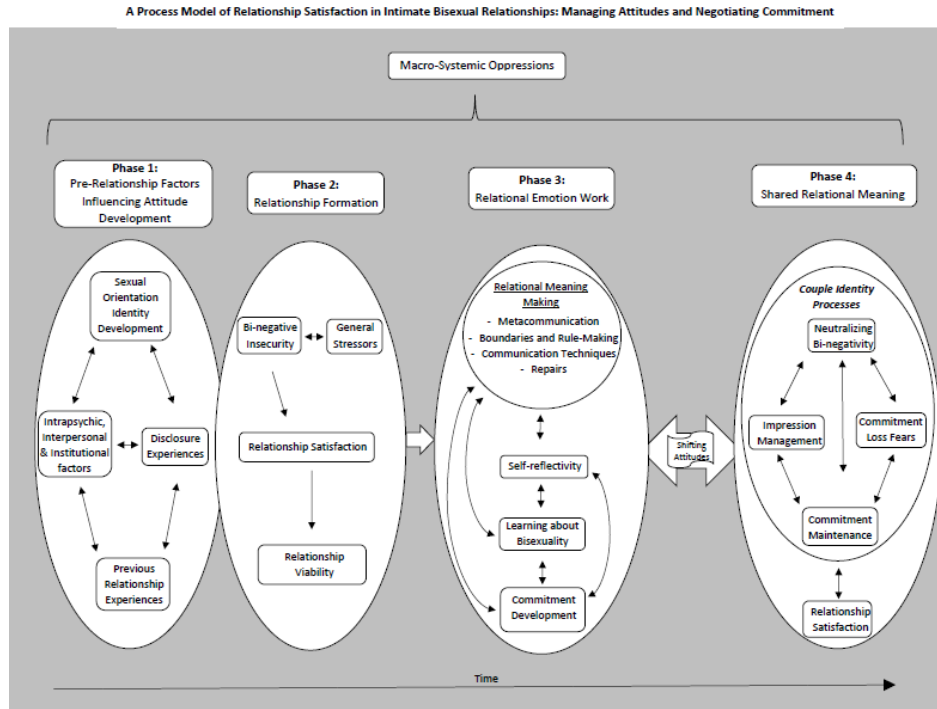 A Process Model of Relationship Satisfaction in Intimate Bisexual Relationships: Managing Attitudes and Negotiating Commitment
Macro-Systemic Oppressions
Phase 1:
Pre-Relationship Factors
Influencing Attitude
Development
Phase 2:
Relationship Formation
Phase 3:
Relational Emotion Work
Phase 4:
Shared Relational Meaning
Sexual
Orientation
Identity
Development
Intrapsychic,
Interpersonal
& Institutional
factors
Disclosure
Experiences
Previous
Relationship
Experiences
Bi-negative
Insecurity
General
Stressors
Relationship Satisfaction
Relationship
Viability
Relational Meaning
Making
- Metacommunication
- Boundaries and Rule-Making
- Communication Techniques
- Repairs
Self-reflectivity
Learning about
Bisexuality
Commitment
Development
Shifting
Attitudes
Couple Identity
Processes
Neutralizing
Bi-negativity
Impression
Management
Commitment
Loss Fears
Commitment
Maintenance
Relationship
Satisfaction
Time